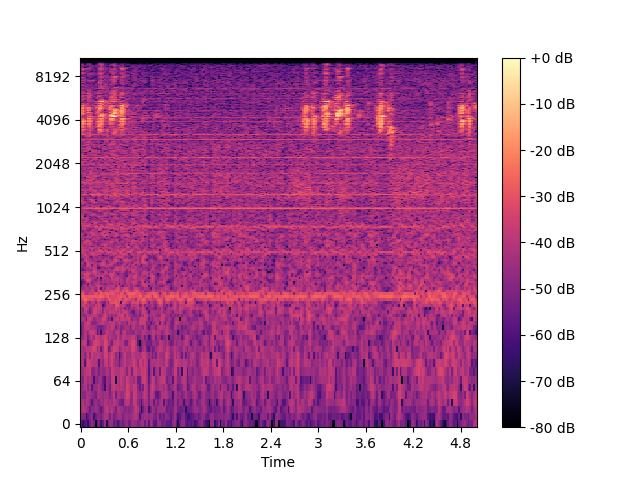 8192
4096
2048
1024
512
256
128
64
0
Hz
0 0.6 1.2 1.8 2.4 3 3.6 4.2 4.8
Time
+0 dB
-10 dB
-20 dB
-30 dB
-40 dB
-50 dB
-60 dB
-70 dB
-80 dB